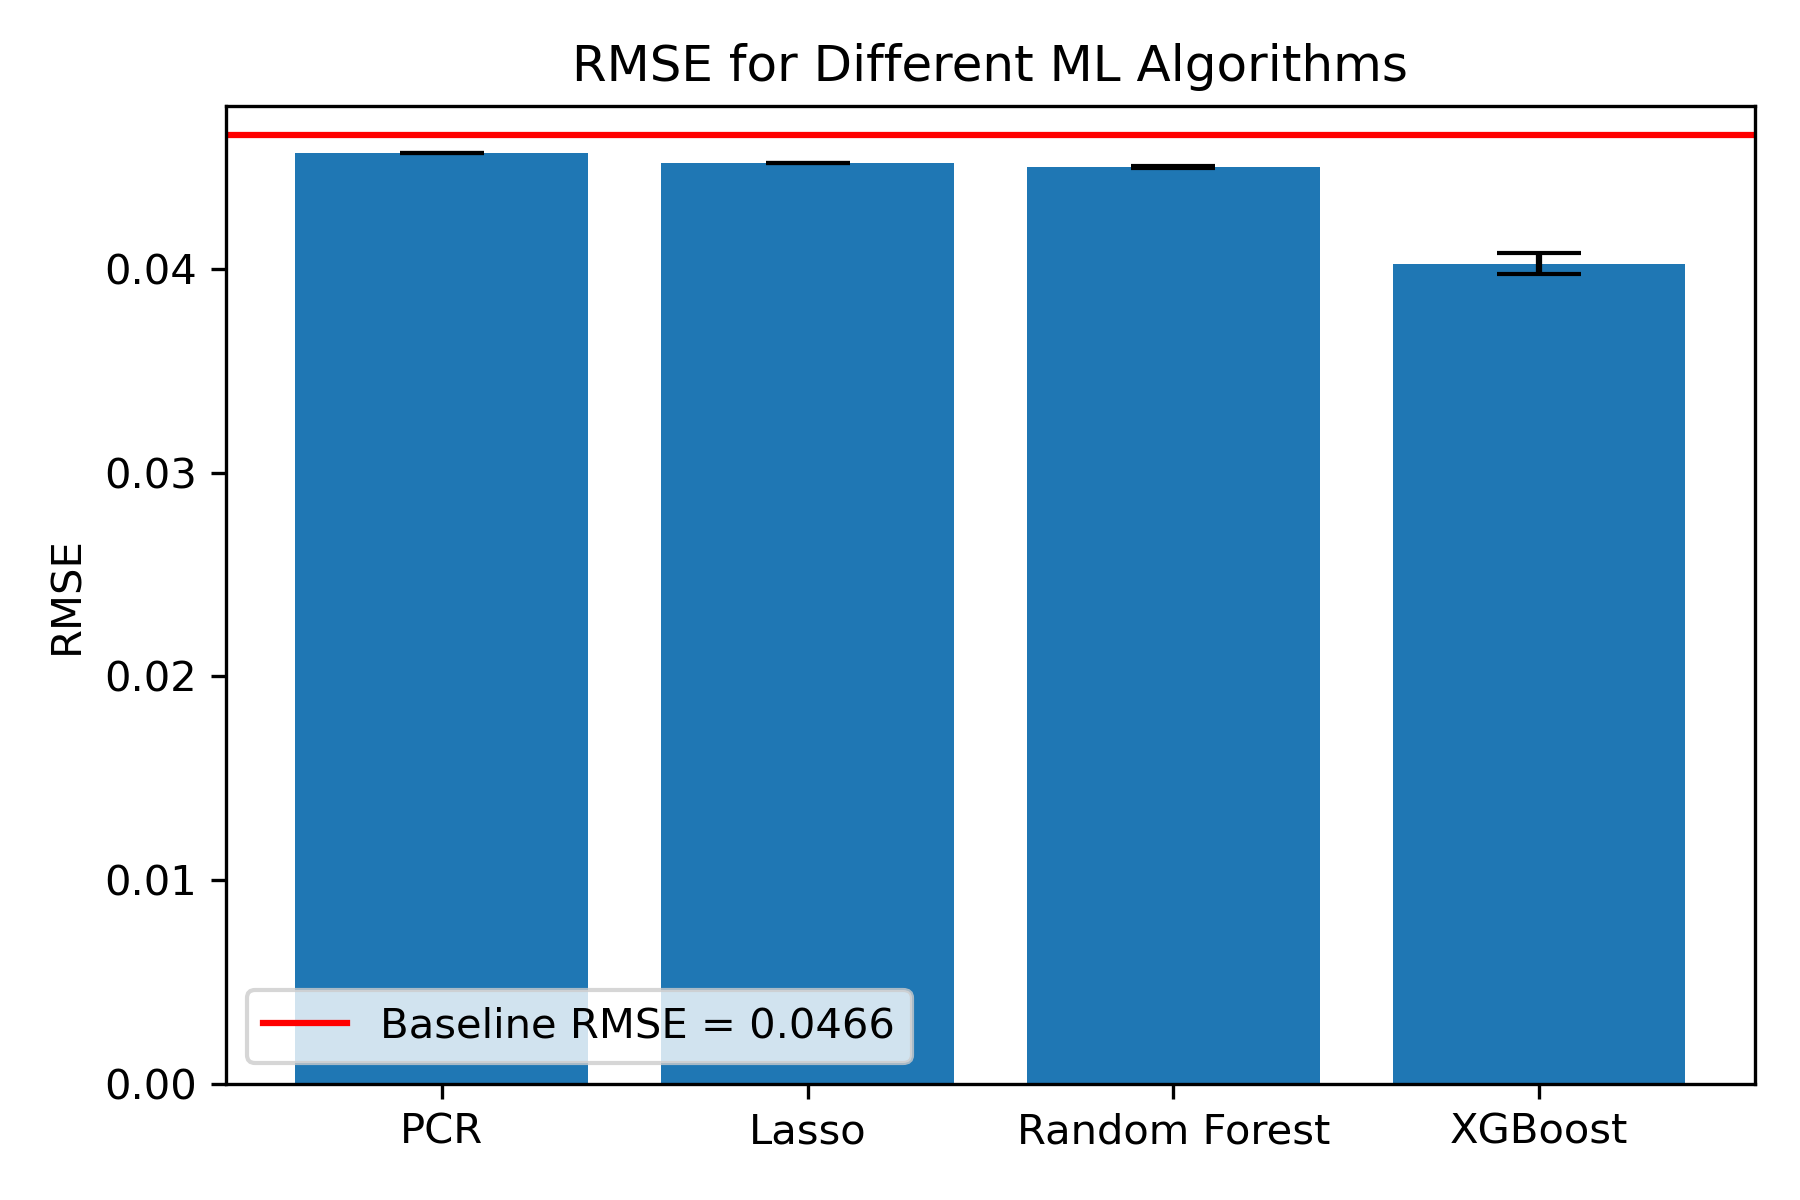 RMSE for Different ML Algorithms
RMSE
0.04
0.03
0.02
0.01
0.00
Baseline RMSE = 0.0466
PCR
Lasso
Random Forest
XGBoost